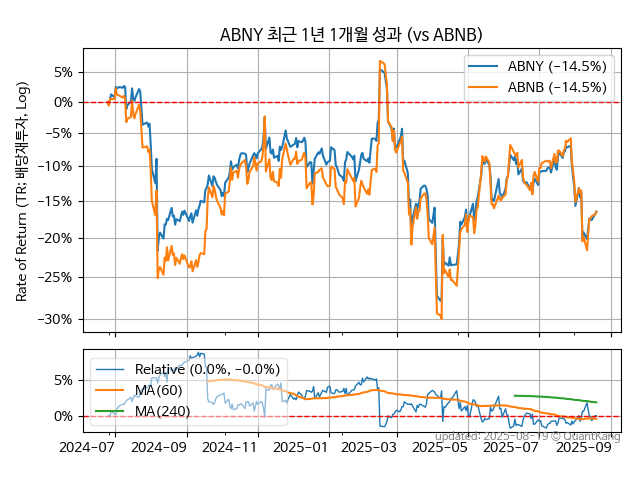 ABNY 최근 1년 1개월 성과 (vs ABNB)
Rate of Return (TR: 배당재투자, Log)
5%
0%
−5%
−10%
−15%
−20%
−25%
−30%
ABNY (−14.5%)
ABNB (−14.5%)
5%
0%
Relative (0.0%, −0.0%)
MA(60)
MA(240)
2024−07
2024−09
2024−11
2025−01
2025−03
2025−05
2025−07
2025−09
updated: 2025−08−19 © QuantKang